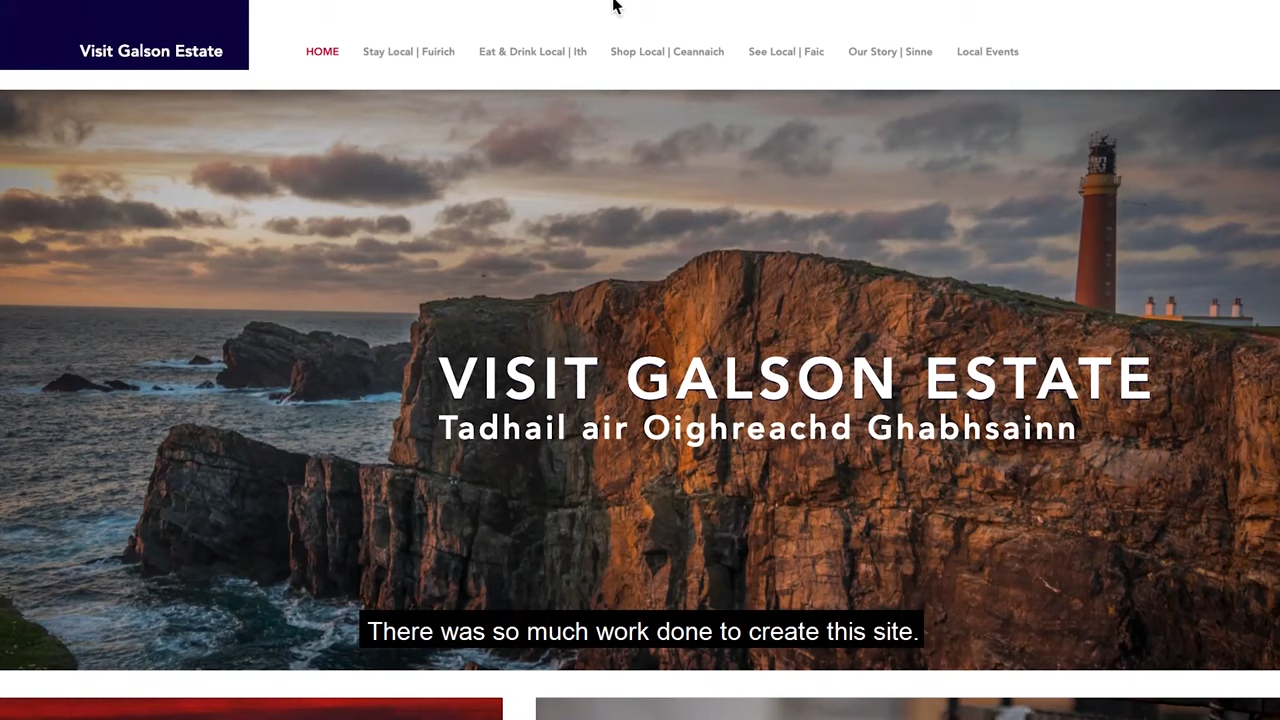 Visit Galson Estate
HOME
Stay Local | Fuirich
Eat & Drink Local | Ith
Shop Local | Ceannaich
See Local | Faic
Our Story | Sinne
Local Events
VISIT GALSON ESTATE
Tadhail air Oighreachd Ghabhsainn
There was so much work done to create this site.